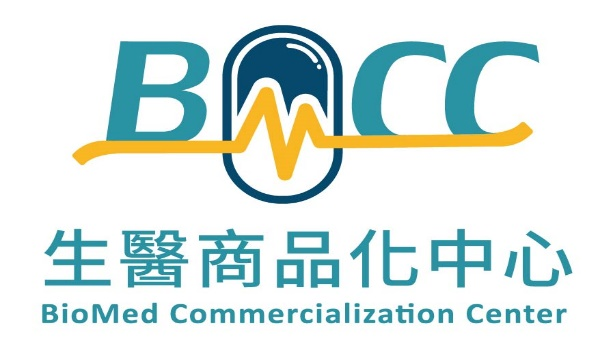 BMCC
生醫商品化中心
BioMed Commercialization Center